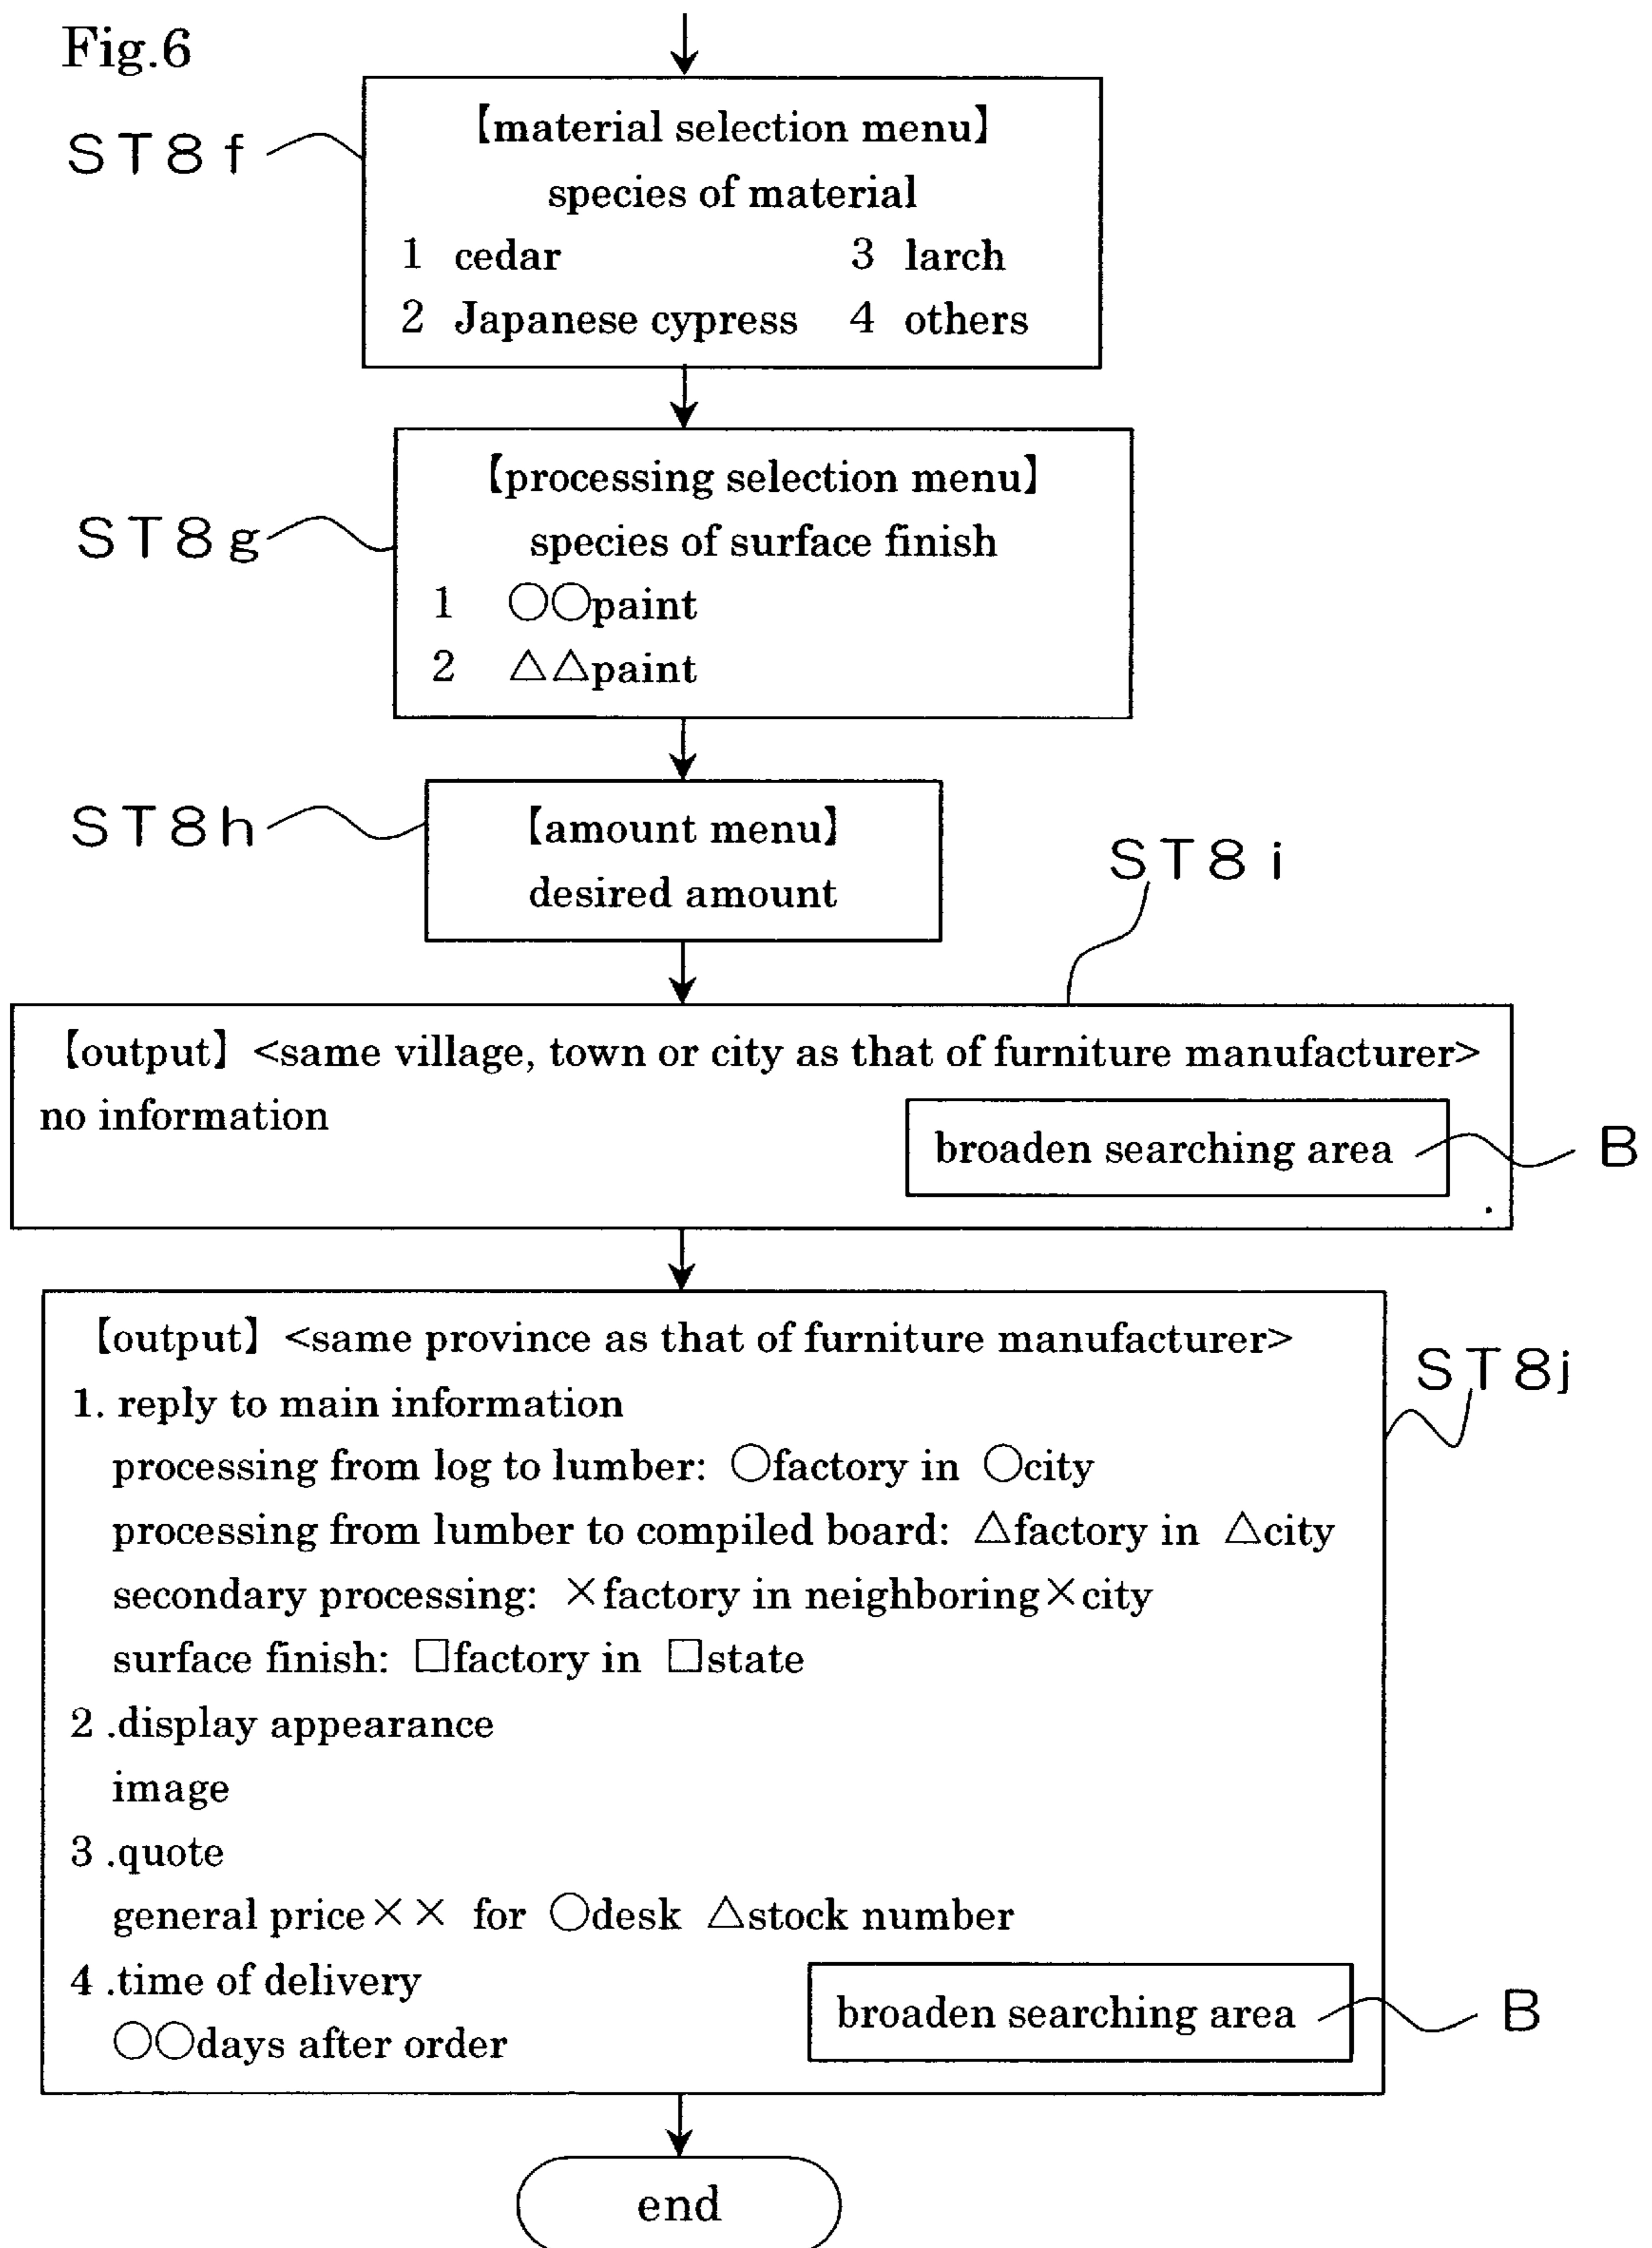 Fig.6
ST8f
【material selection menu】
species of material
1 cedar 3 larch
2 Japanese cypress 4 others
ST8g
【processing selection menu】
species of surface finish
1 ○○paint
2 △△paint
ST8h
【amount menu】
desired amount
ST8i
【output】<same village, town or city as that of furniture manufacturer>
no information
broaden searching area
B
【output】<same province as that of furniture manufacturer>
ST8j
1. reply to main information
processing from log to lumber: ○factory in ○city
processing from lumber to compiled board: △factory in △city
secondary processing: ×factory in neighboring×city
surface finish: □factory in □state
2 .display appearance
image
3 .quote
general price×× for ○desk △stock number
4 .time of delivery
○○days after order
broaden searching area
B
end